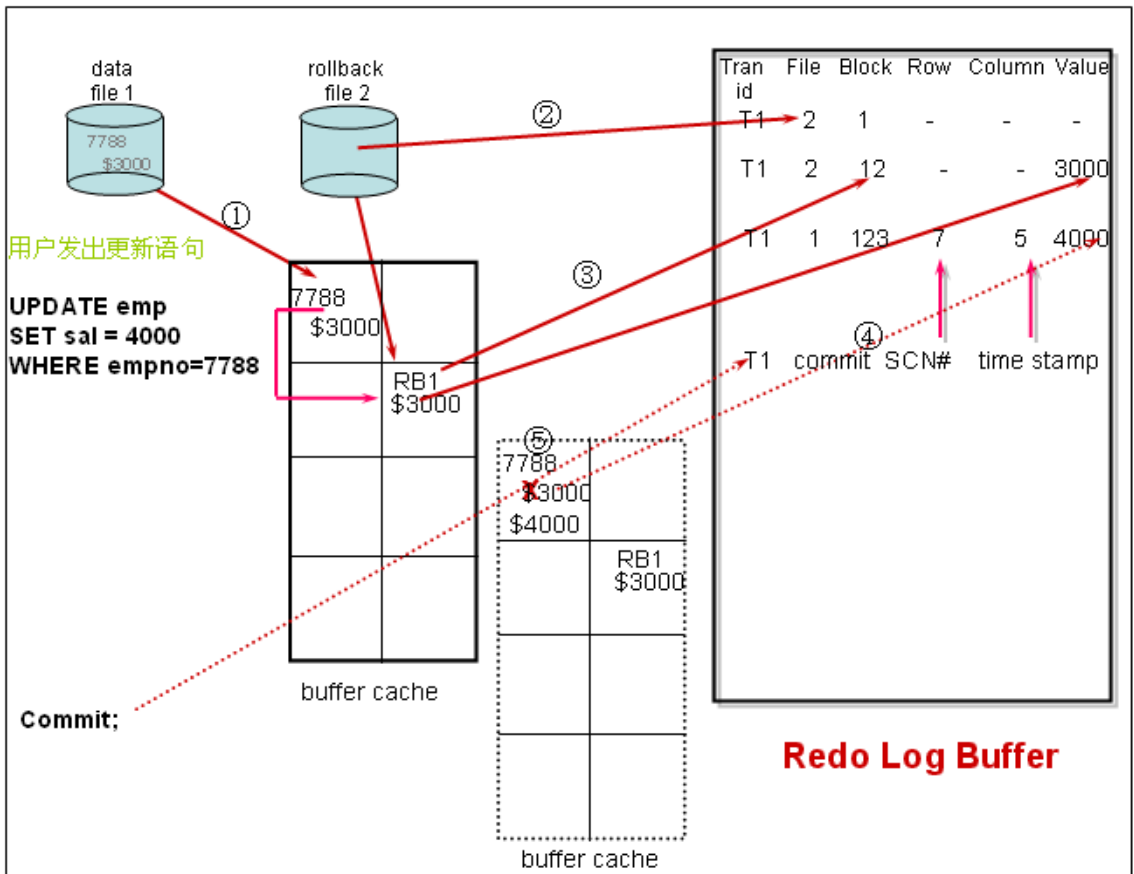 data
file 1
7788
$3000
rollback
file 2
①
②
③
④
⑤
用户发出更新语句
UPDATE emp
SET sal = 4000
WHERE empno=7788
7788
$3000
RB1
$3000
buffer cache
7788
$3000
$4000
RB1
$3000
buffer cache
Commit;
Tran id File Block Row Column Value
T1 2 1 - - -
T1 2 12 - - 3000
T1 1 123 7 5 4000
T1 commit SCN# time stamp
Redo Log Buffer